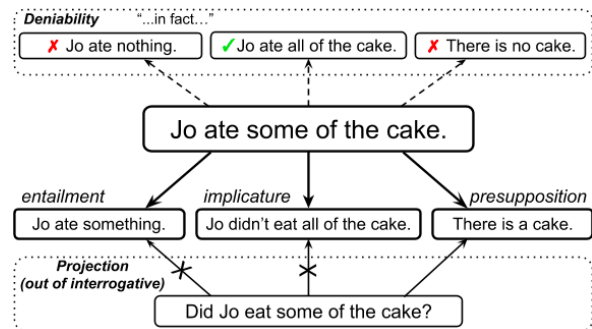 Deniability "...in fact…"
✗ Jo ate nothing. ✓Jo ate all of the cake. ✗ There is no cake.
Jo ate some of the cake.
entailment implicature presupposition
Jo ate something. Jo didn't eat all of the cake. There is a cake.
Projection
(out of interrogative)
Did Jo eat some of the cake?